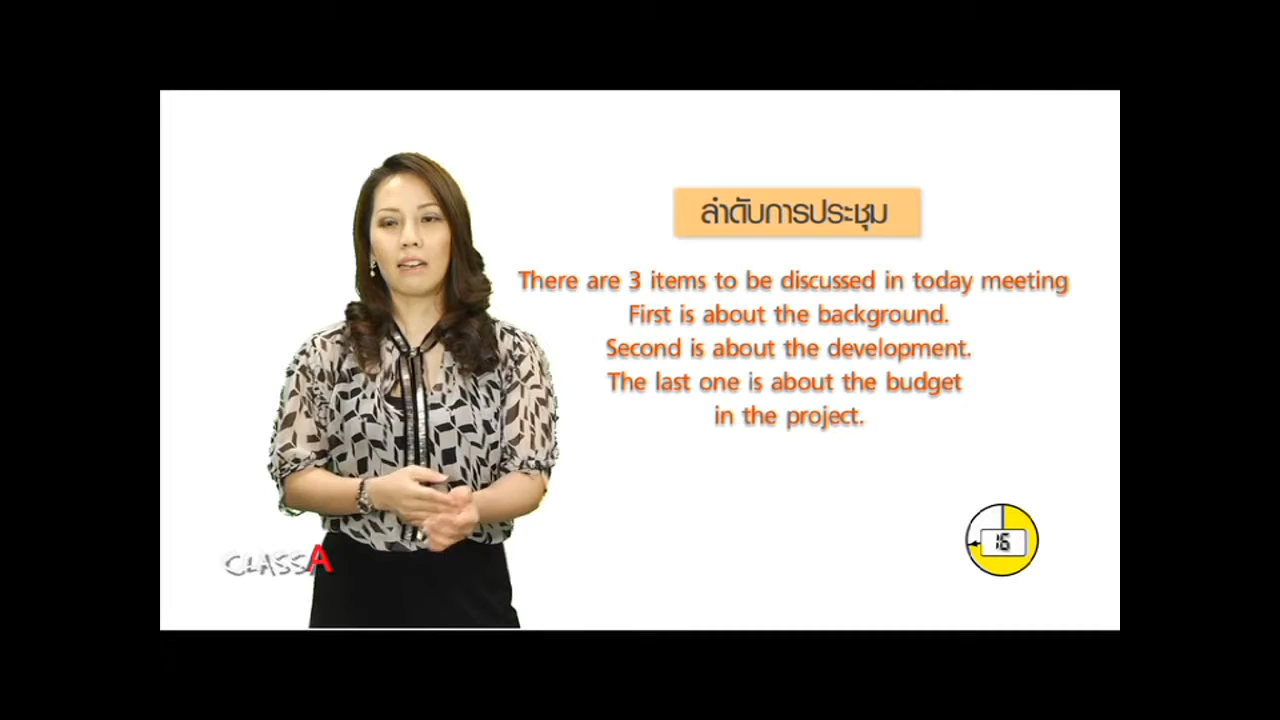 ลำดับการประชุม
There are 3 items to be discussed in today meeting
First is about the background.
Second is about the development.
The last one is about the budget
in the project.
16
CLASSA